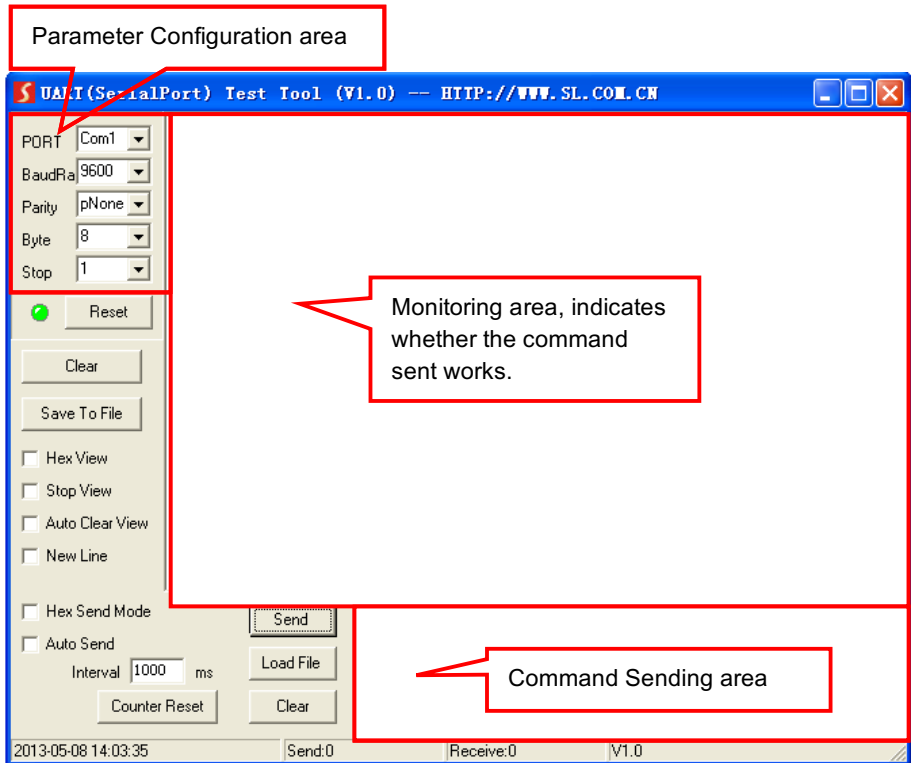 Parameter Configuration area
UART(SerialPort) Test Tool (V1.0) -- HTTP://WWW.SL.COM.CN
PORT Com1
BaudRa 9600
Parity pNone
Byte 8
Stop 1
Reset
Clear
Save To File
Hex View
Stop View
Auto Clear View
New Line
Monitoring area, indicates
whether the command
sent works.
Hex Send Mode
Send
Auto Send
Interval 1000 ms
Load File
Counter Reset
Clear
Command Sending area
2013-05-08 14:03:35 Send:0 Receive:0 V1.0